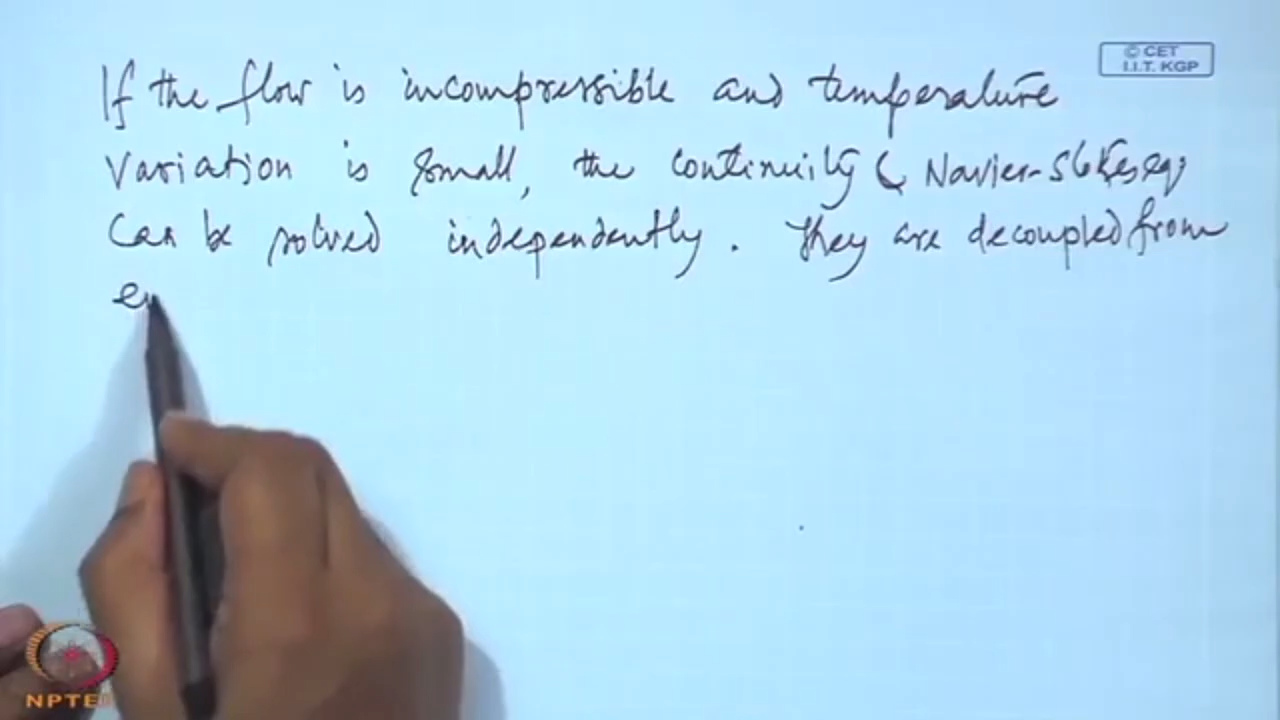 If the flow is incompressible and temperature
© CET
I.I.T. KGP
variation is small, the continuity & Navier-Stokes eqs
can be solved independently. They are decoupled from
en
NPTEL